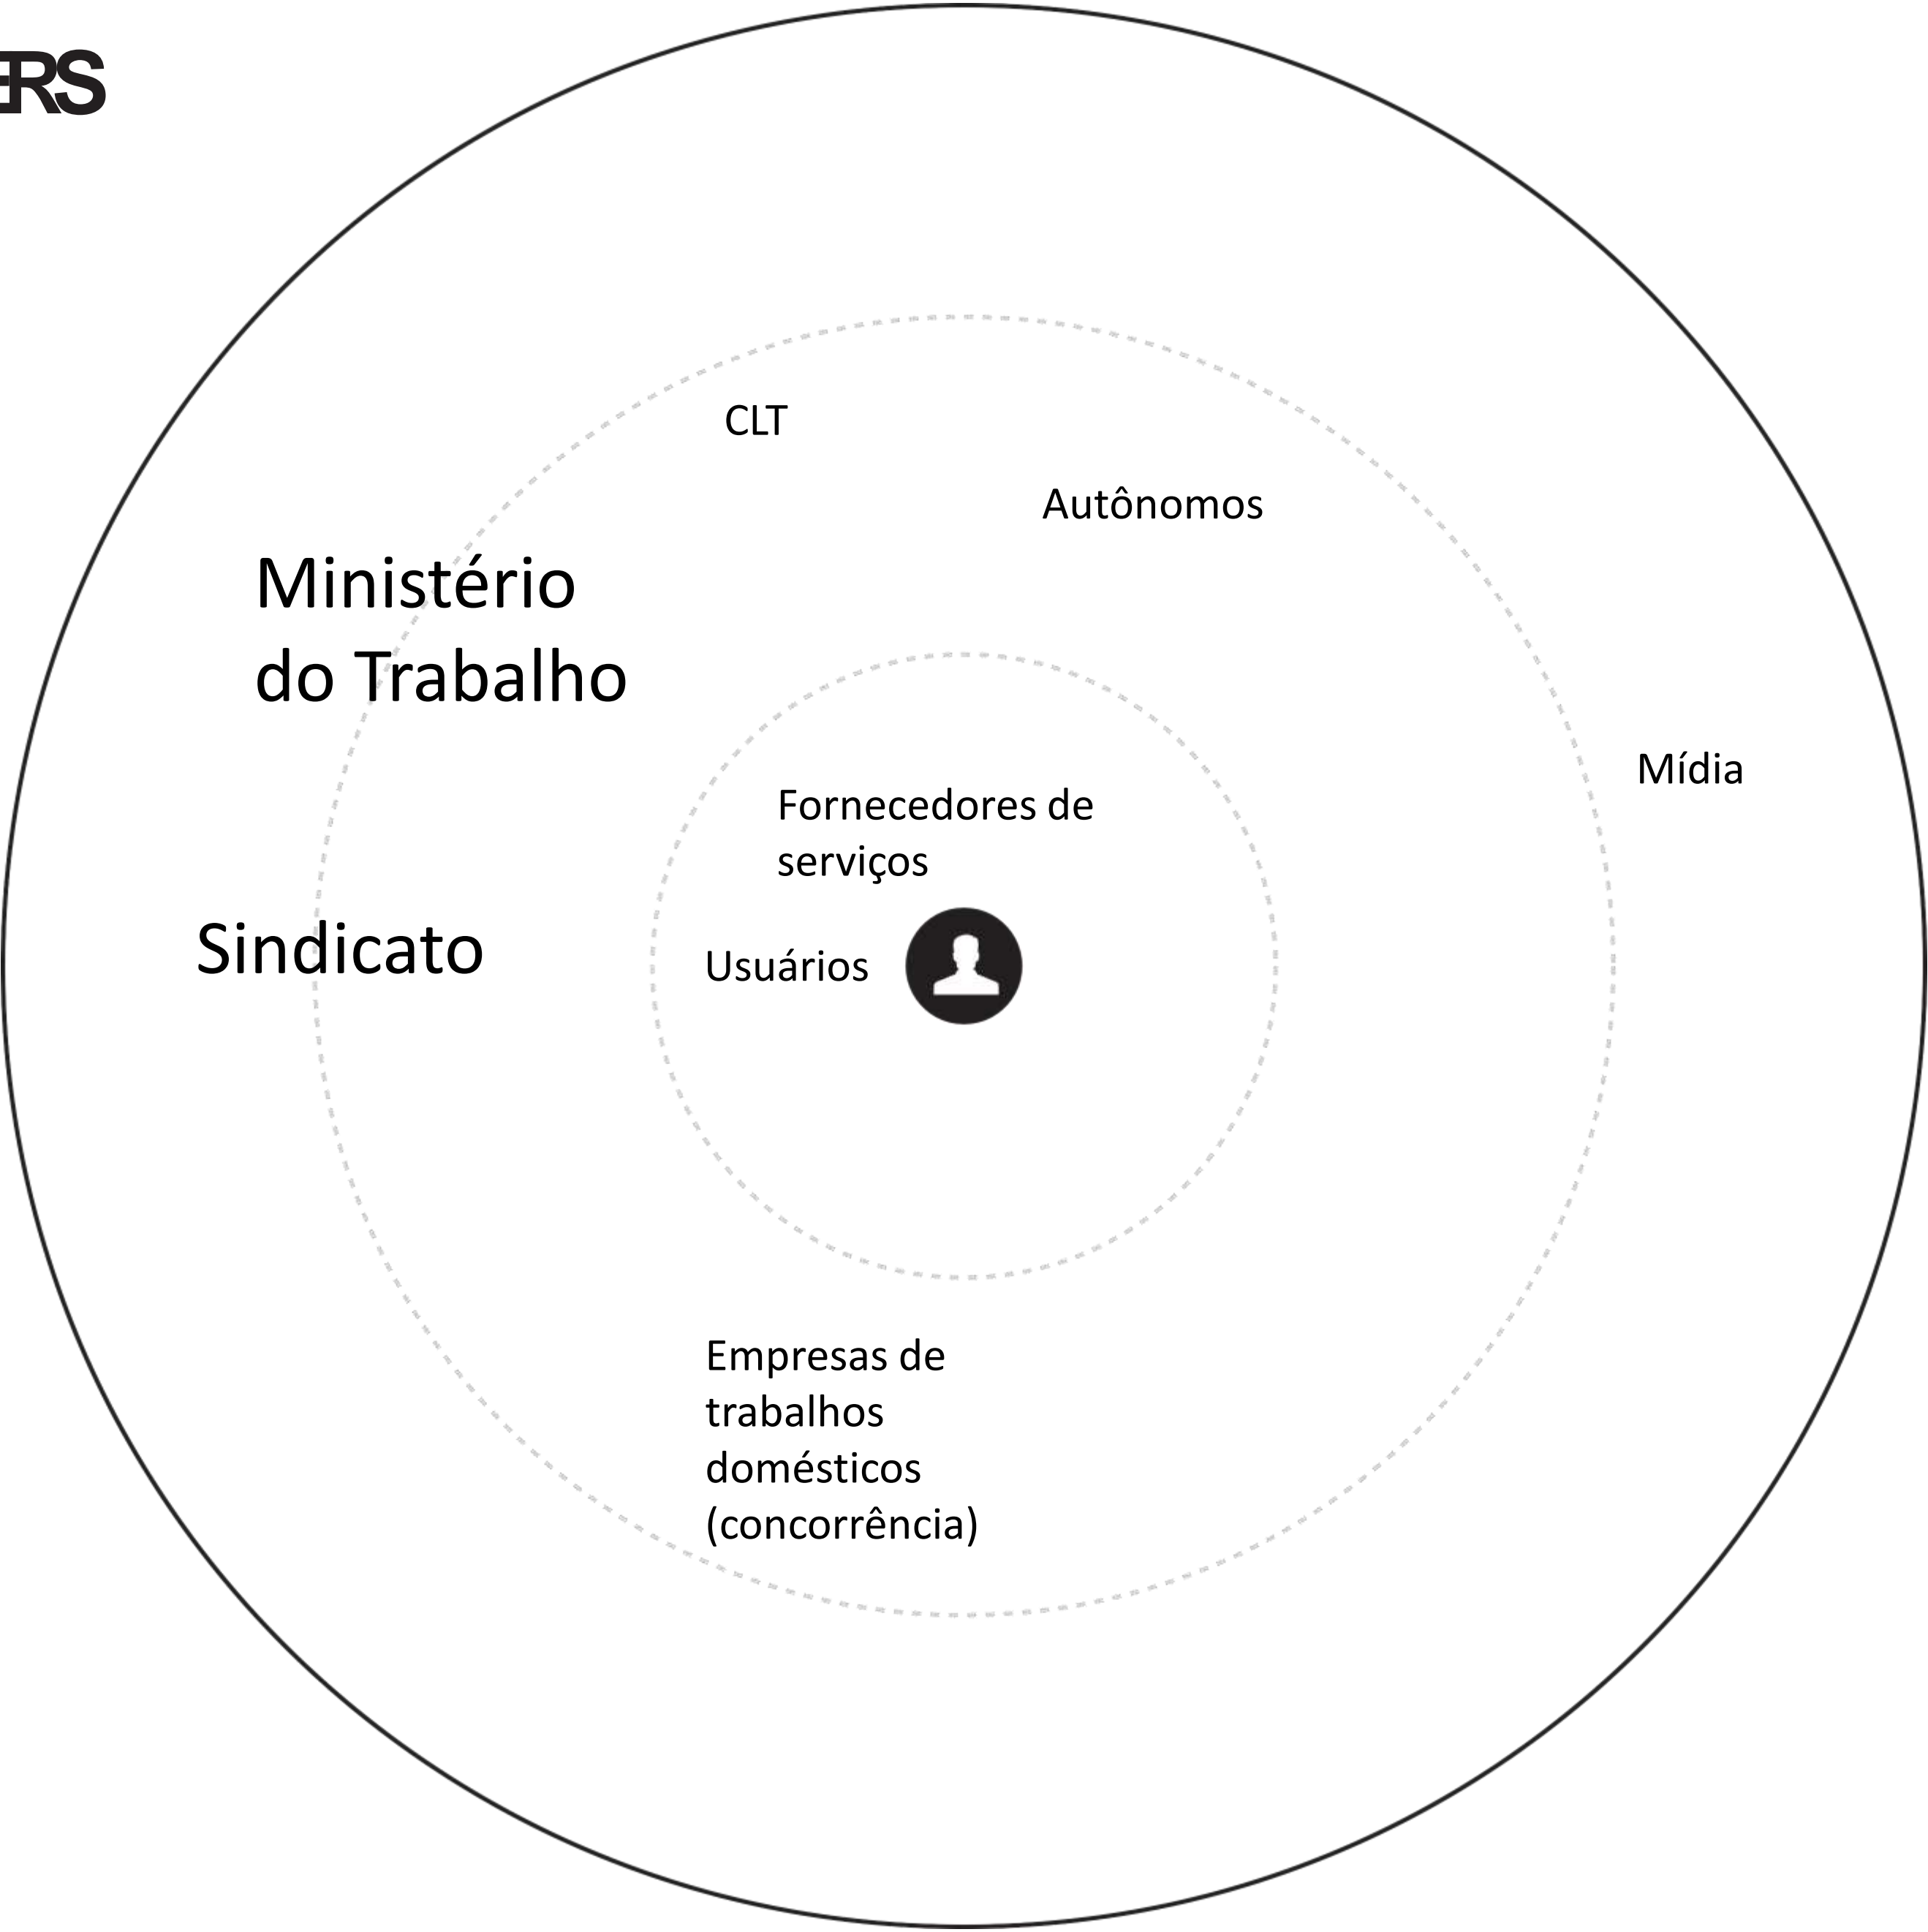 ERS
CLT
Autônomos
Ministério
do Trabalho
Mídia
Fornecedores de
serviços
Sindicato
Usuários
Empresas de
trabalhos
domésticos
(concorrência)